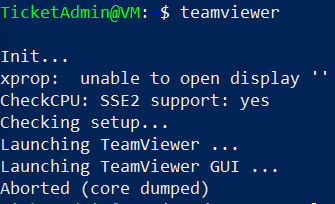 TicketAdmin@VM: $ teamviewer
Init...
xprop:  unable to open display ''
CheckCPU: SSE2 support: yes
Checking setup...
Launching TeamViewer ...
Launching TeamViewer GUI ...
Aborted (core dumped)